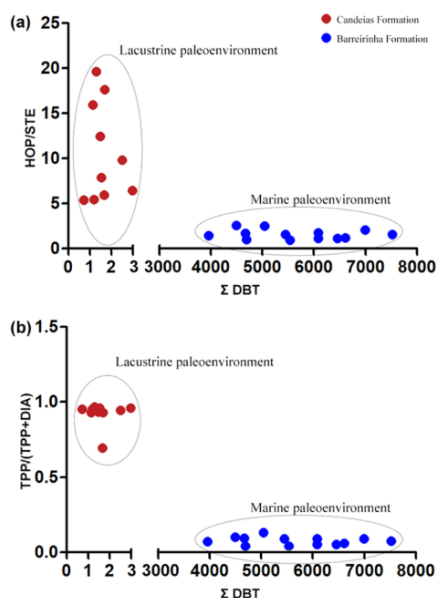 (a)
Candeias Formation
Barreirinha Formation
Lacustrine paleoenvironment
25
20
15
10
5
0
HOP/STE
Marine paleoenvironment
0 1 2 3 3000 4000 5000 6000 7000 8000
Σ DBT
(b)
1.5
1.0
0.5
0.0
TPP/(TPP+DIA)
Lacustrine paleoenvironment
Marine paleoenvironment
0 1 2 3 3000 4000 5000 6000 7000 8000
Σ DBT